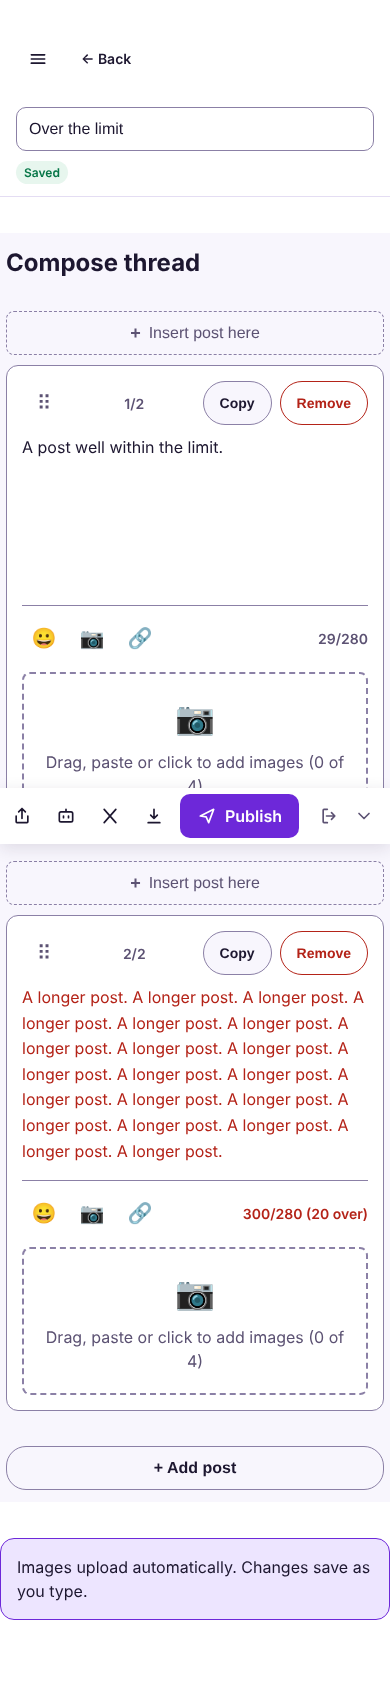 ← Back
Over the limit
Saved
Compose thread
+ Insert post here
1/2
Copy
Remove
A post well within the limit.
29/280
Drag, paste or click to add images (0 of
4)
Publish
+ Insert post here
2/2
Copy
Remove
A longer post. A longer post. A longer post. A
longer post. A longer post. A longer post. A
longer post. A longer post. A longer post. A
longer post. A longer post. A longer post. A
longer post. A longer post. A longer post. A
longer post. A longer post. A longer post. A
longer post. A longer post.
300/280 (20 over)
Drag, paste or click to add images (0 of
4)
+ Add post
Images upload automatically. Changes save as
you type.